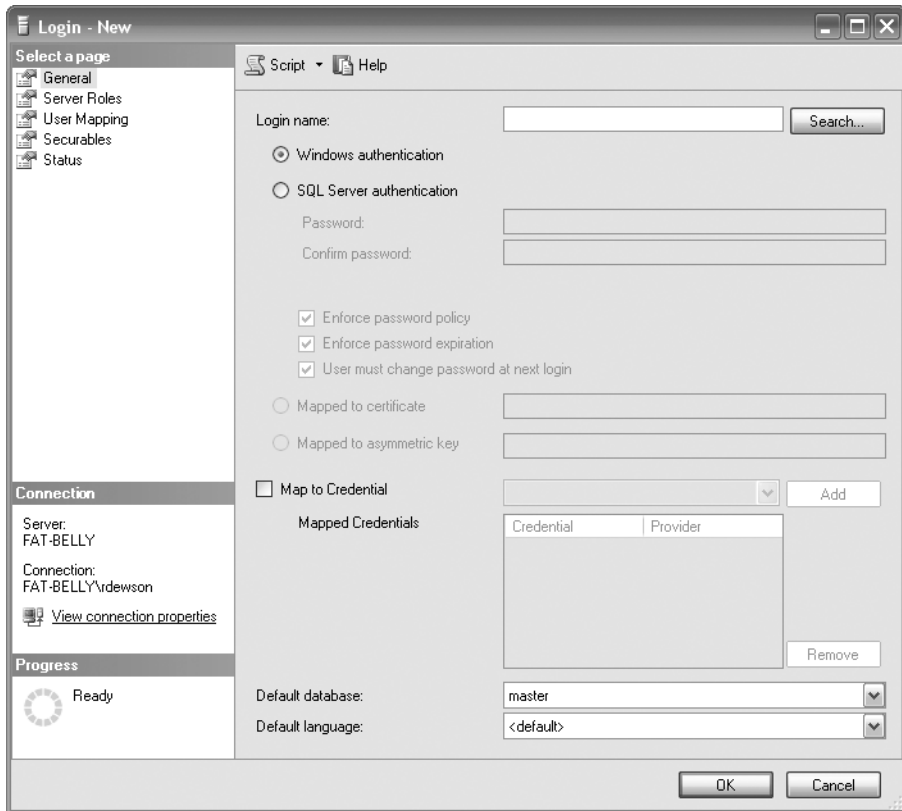 Login - New
Select a page
General
Server Roles
User Mapping
Securables
Status
Script
Help
Login name:
Search...
Windows authentication
SQL Server authentication
Password:
Confirm password:
Enforce password policy
Enforce password expiration
User must change password at next login
Mapped to certificate
Mapped to asymmetric key
Map to Credential
Add
Mapped Credentials
Credential
Provider
Remove
Default database:
master
Default language:
<default>
Connection
Server:
FAT-BELLY
Connection:
FAT-BELLY\rdewson
View connection properties
Progress
Ready
OK
Cancel